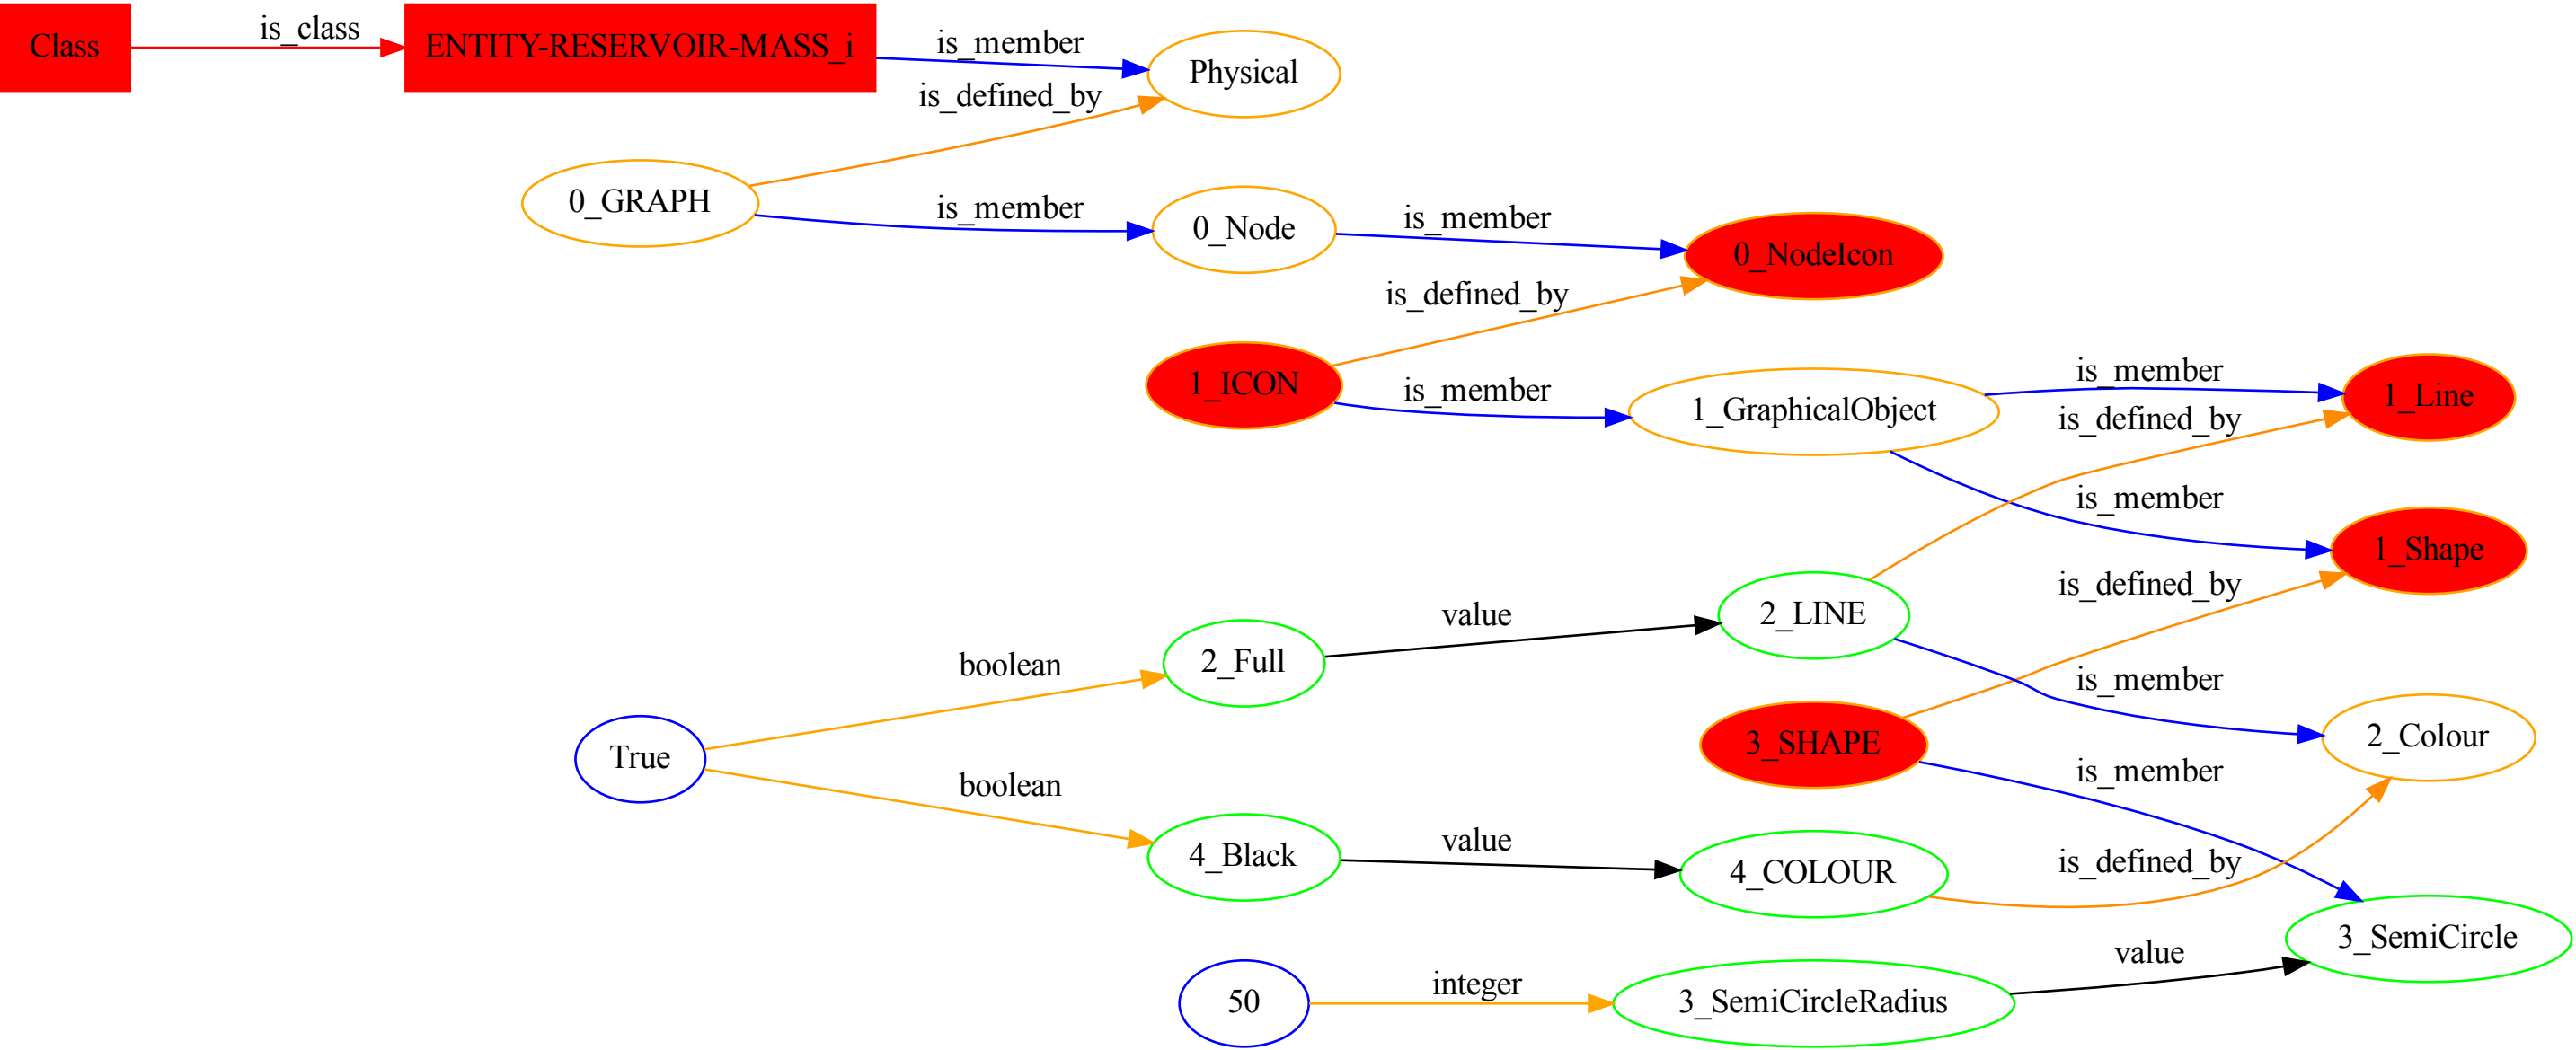 Class
is_class
ENTITY-RESERVOIR-MASS_i
is_member
Physical
is_defined_by
0_GRAPH
is_member
0_Node
is_member
0_NodeIcon
is_defined_by
1_ICON
is_member
1_GraphicalObject
is_member
1_Line
is_defined_by
is_member
1_Shape
is_defined_by
2_LINE
value
2_Full
boolean
is_member
2_Colour
3_SHAPE
True
is_member
boolean
4_Black
value
4_COLOUR
is_defined_by
3_SemiCircle
value
50
integer
3_SemiCircleRadius